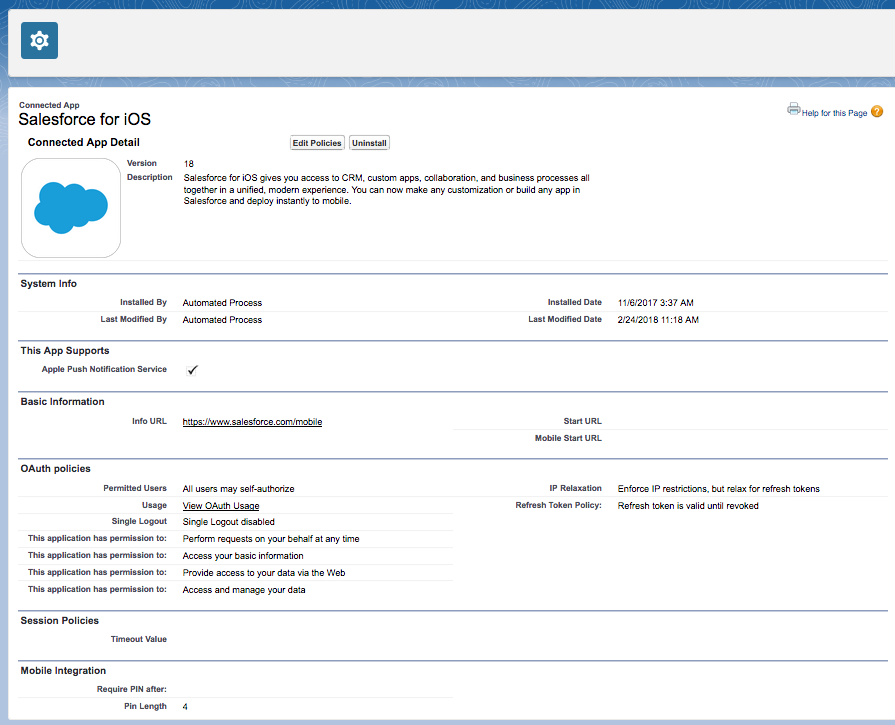 Connected App
Salesforce for iOS
Help for this Page ?
Connected App Detail
Edit Policies Uninstall
Version 18
Description Salesforce for iOS gives you access to CRM, custom apps, collaboration, and business processes all
together in a unified, modern experience. You can now make any customization or build any app in
Salesforce and deploy instantly to mobile.
System Info
Installed By Automated Process Installed Date 11/6/2017 3:37 AM
Last Modified By Automated Process Last Modified Date 2/24/2018 11:18 AM
This App Supports
Apple Push Notification Service ✓
Basic Information
Info URL https://www.salesforce.com/mobile Start URL
Mobile Start URL
OAuth policies
Permitted Users All users may self-authorize IP Relaxation Enforce IP restrictions, but relax for refresh tokens
Usage View OAuth Usage Refresh Token Policy: Refresh token is valid until revoked
Single Logout Single Logout disabled
This application has permission to: Perform requests on your behalf at any time
This application has permission to: Access your basic information
This application has permission to: Provide access to your data via the Web
This application has permission to: Access and manage your data
Session Policies
Timeout Value
Mobile Integration
Require PIN after:
Pin Length 4